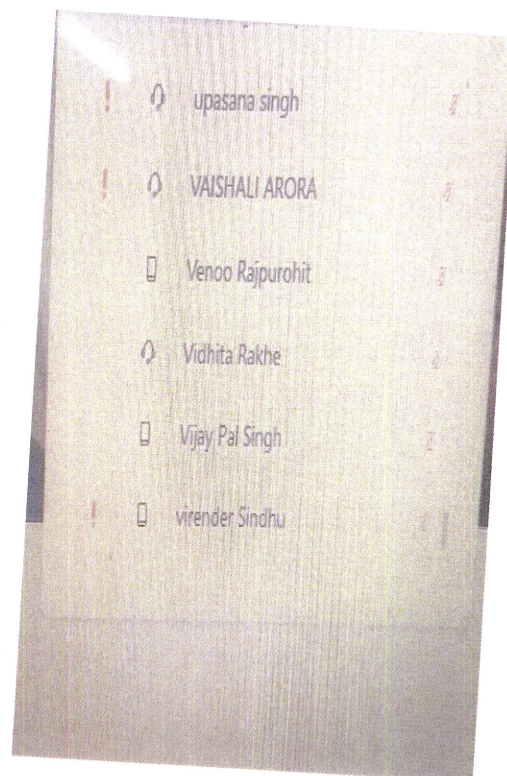 upasana singh
VAISHALI ARORA
Venoo Rajpurohit
Vidhita Rakhe
Vijay Pal Singh
virender Sindhu